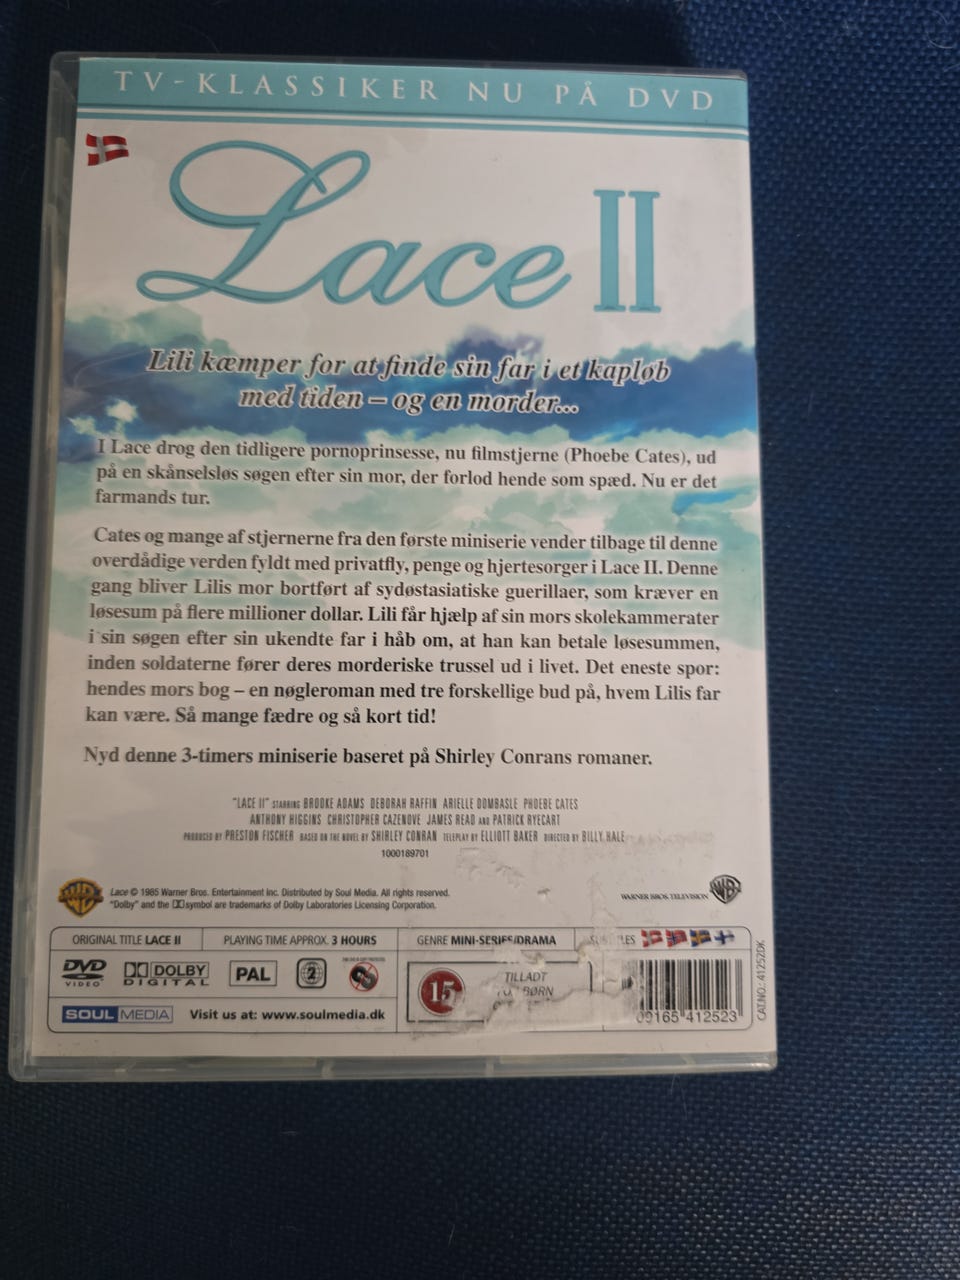 TV-KLASSIKER NU PÅ DVD
Lace II
Lili kæmper for at finde sin far i et kapløb
med tiden – og en morder...
I Lace drog den tidligere pornoprinsesse, nu filmstjerne (Phoebe Cates), ud
på en skånselsløs søgen efter sin mor, der forlod hende som spæd. Nu er det
farmands tur.
Cates og mange af stjernerne fra den første miniserie vender tilbage til denne
overdådige verden fyldt med privatfly, penge og hjertesorger i Lace II. Denne
gang bliver Lilis mor bortført af sydøstasiatiske guerillaer, som kræver en
løsesum på flere millioner dollar. Lili får hjælp af sin mors skolekammerater
i sin søgen efter sin ukendte far i håb om, at han kan betale løsesummen,
inden soldaterne fører deres morderiske trussel ud i livet. Det eneste spor:
hendes mors bog – en nøgleroman med tre forskellige bud på, hvem Lilis far
kan være. Så mange fædre og så kort tid!
Nyd denne 3-timers miniserie baseret på Shirley Conrans romaner.
"LACE II" STARRING BROOKE ADAMS DEBORAH RAFFIN ARIELLE DOMBASLE PHOEBE CATES
ANTHONY HIGGINS CHRISTOPHER CAZENOVE JAMES READ AND PATRICK RYECART
PRODUCED BY PRESTON FISCHER BASED ON THE NOVEL BY SHIRLEY CONRAN TELEPLAY BY ELLIOTT BAKER DIRECTED BY BILLY HALE
1000189701
Lace © 1985 Warner Bros. Entertainment Inc. Distributed by Soul Media. All rights reserved.
"Dolby" and the DD symbol are trademarks of Dolby Laboratories Licensing Corporation.
WARNER BROS. TELEVISION
ORIGINAL TITLE LACE II PLAYING TIME APPROX. 3 HOURS GENRE MINI-SERIES/DRAMA
DVD VIDEO DOLBY DIGITAL PAL 2
15 TILLADT
BØRN
SOUL MEDIA Visit us at: www.soulmedia.dk
09165 412523
CAT.NO.: 41252DK